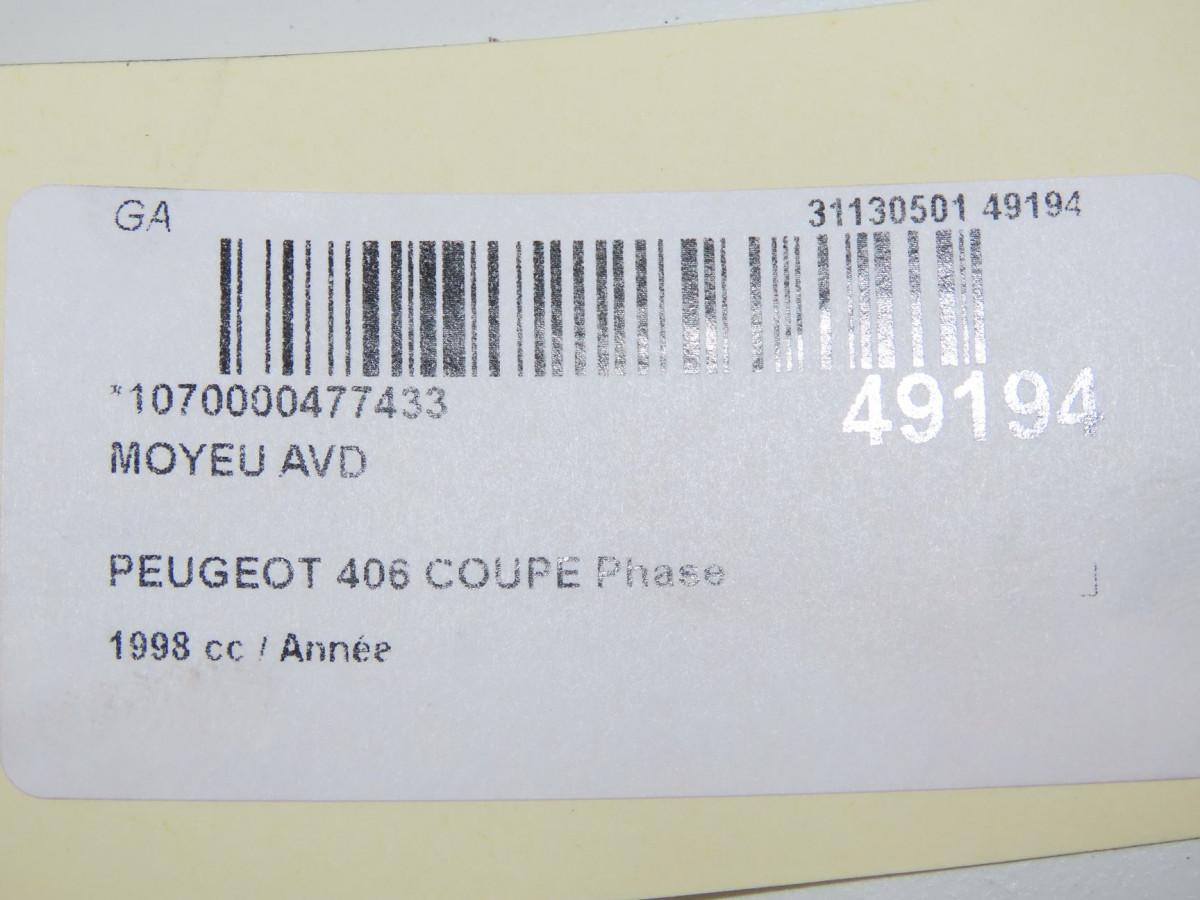 GA
31130501 49194
*1070000477433
49194
MOYEU AVD
PEUGEOT 406 COUPE Phase
1998 cc / Année